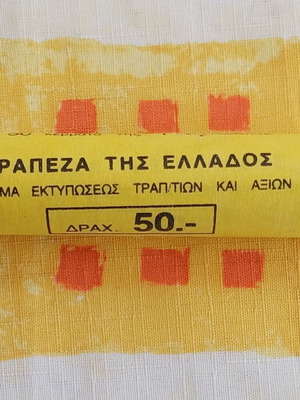 ΡΑΠΕΖΑ ΤΗΣ ΕΛΛΑΔΟΣ
ΜΑ ΕΚΤΥΠΩΣΕΩΣ ΤΡΑΠ/ΤΙΩΝ ΚΑΙ ΑΞΙΩΝ
ΔΡΑΧ. 50.-